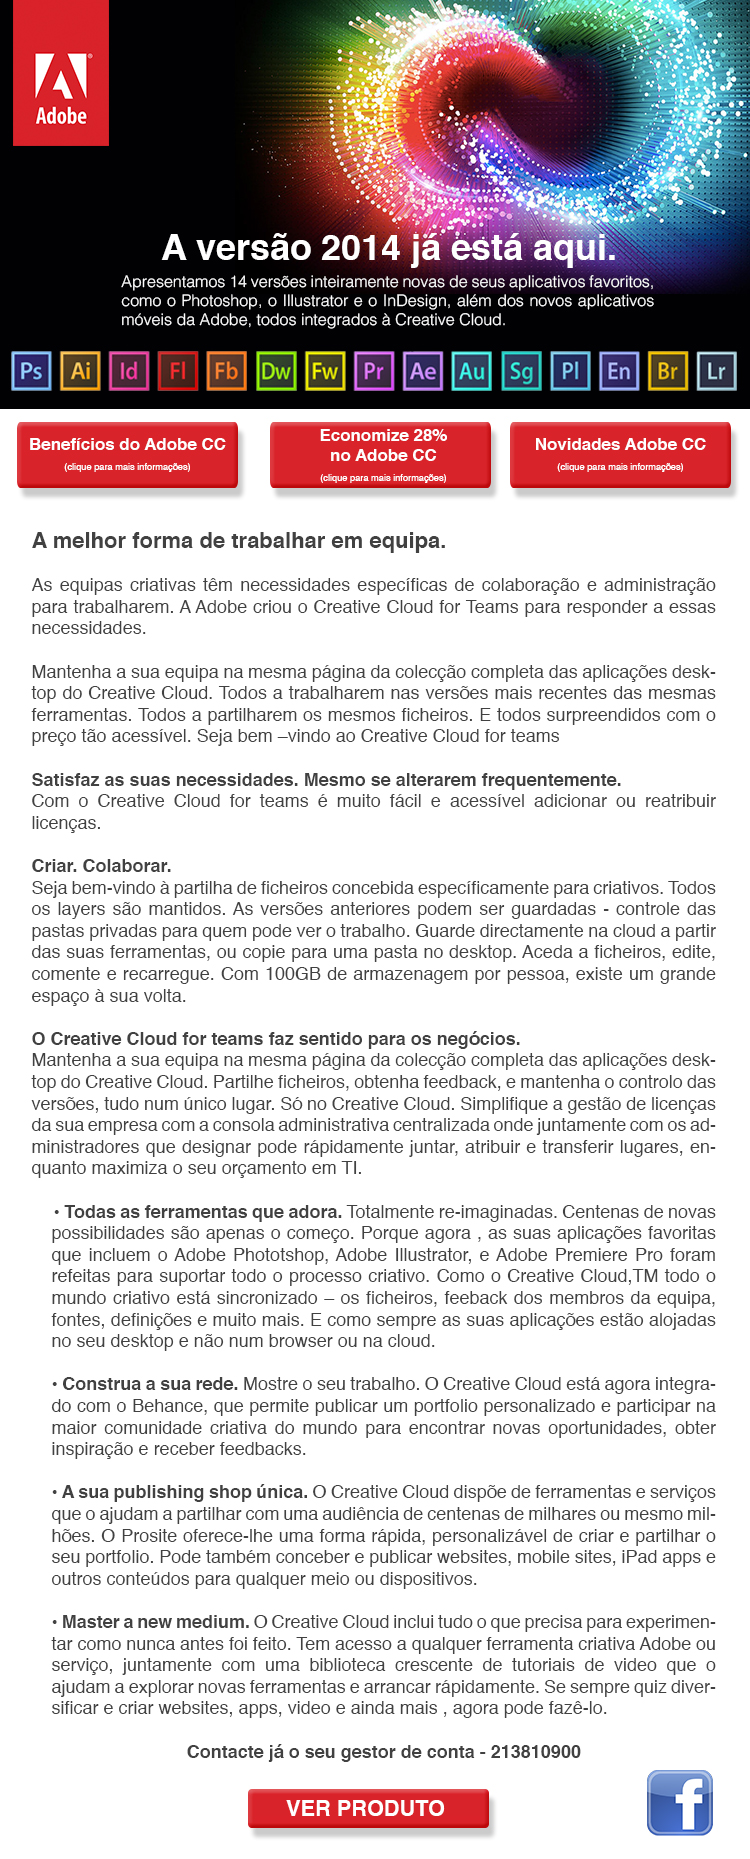 Adobe
A versão 2014 já está aqui.
Apresentamos 14 versões inteiramente novas de seus aplicativos favoritos,
como o Photoshop, o Illustrator e o InDesign, além dos novos aplicativos
móveis da Adobe, todos integrados à Creative Cloud.
Ps Ai Id Fl Fb Dw Fw Pr Ae Au Sg Pl En Br Lr
Benefícios do Adobe CC
(clique para mais informações)
Economize 28%
no Adobe CC
(clique para mais informações)
Novidades Adobe CC
(clique para mais informações)
A melhor forma de trabalhar em equipa.
As equipas criativas têm necessidades específicas de colaboração e administração
para trabalharem. A Adobe criou o Creative Cloud for Teams para responder a essas
necessidades.
Mantenha a sua equipa na mesma página da colecção completa das aplicações desk-
top do Creative Cloud. Todos a trabalharem nas versões mais recentes das mesmas
ferramentas. Todos a partilharem os mesmos ficheiros. E todos surpreendidos com o
preço tão acessível. Seja bem –vindo ao Creative Cloud for teams
Satisfaz as suas necessidades. Mesmo se alterarem frequentemente.
Com o Creative Cloud for teams é muito fácil e acessível adicionar ou reatribuir
licenças.
Criar. Colaborar.
Seja bem-vindo à partilha de ficheiros concebida específicamente para criativos. Todos
os layers são mantidos. As versões anteriores podem ser guardadas - controle das
pastas privadas para quem pode ver o trabalho. Guarde directamente na cloud a partir
das suas ferramentas, ou copie para uma pasta no desktop. Aceda a ficheiros, edite,
comente e recarregue. Com 100GB de armazenagem por pessoa, existe um grande
espaço à sua volta.
O Creative Cloud for teams faz sentido para os negócios.
Mantenha a sua equipa na mesma página da colecção completa das aplicações desk-
top do Creative Cloud. Partilhe ficheiros, obtenha feedback, e mantenha o controlo das
versões, tudo num único lugar. Só no Creative Cloud. Simplifique a gestão de licenças
da sua empresa com a consola administrativa centralizada onde juntamente com os ad-
ministradores que designar pode rápidamente juntar, atribuir e transferir lugares, en-
quanto maximiza o seu orçamento em TI.
• Todas as ferramentas que adora. Totalmente re-imaginadas. Centenas de novas
possibilidades são apenas o começo. Porque agora , as suas aplicações favoritas
que incluem o Adobe Phototshop, Adobe Illustrator, e Adobe Premiere Pro foram
refeitas para suportar todo o processo criativo. Como o Creative Cloud,TM todo o
mundo criativo está sincronizado – os ficheiros, feeback dos membros da equipa,
fontes, definições e muito mais. E como sempre as suas aplicações estão alojadas
no seu desktop e não num browser ou na cloud.
• Construa a sua rede. Mostre o seu trabalho. O Creative Cloud está agora integra-
do com o Behance, que permite publicar um portfolio personalizado e participar na
maior comunidade criativa do mundo para encontrar novas oportunidades, obter
inspiração e receber feedbacks.
• A sua publishing shop única. O Creative Cloud dispõe de ferramentas e serviços
que o ajudam a partilhar com uma audiência de centenas de milhares ou mesmo mil-
hões. O Prosite oferece-lhe uma forma rápida, personalizável de criar e partilhar o
seu portfolio. Pode também conceber e publicar websites, mobile sites, iPad apps e
outros conteúdos para qualquer meio ou dispositivos.
• Master a new medium. O Creative Cloud inclui tudo o que precisa para experimen-
tar como nunca antes foi feito. Tem acesso a qualquer ferramenta criativa Adobe ou
serviço, juntamente com uma biblioteca crescente de tutoriais de video que o
ajudam a explorar novas ferramentas e arrancar rápidamente. Se sempre quiz diver-
sificar e criar websites, apps, video e ainda mais , agora pode fazê-lo.
Contacte já o seu gestor de conta - 213810900
VER PRODUTO
f